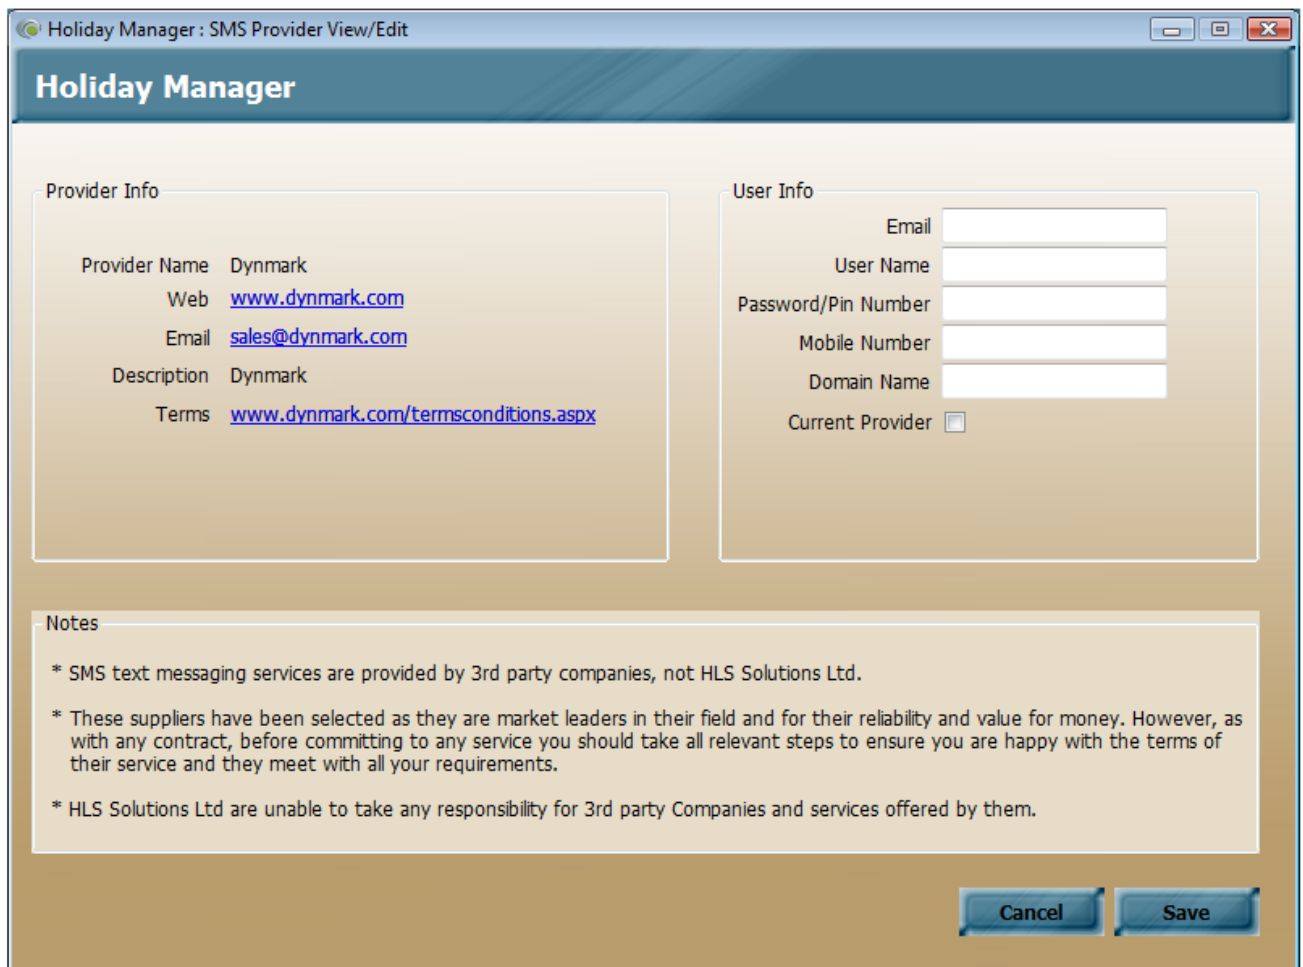 Holiday Manager : SMS Provider View/Edit
Holiday Manager
Provider Info
Provider Name Dynmark
Web www.dynmark.com
Email sales@dynmark.com
Description Dynmark
Terms www.dynmark.com/termsconditions.aspx
User Info
Email
User Name
Password/Pin Number
Mobile Number
Domain Name
Current Provider
Notes
* SMS text messaging services are provided by 3rd party companies, not HLS Solutions Ltd.
* These suppliers have been selected as they are market leaders in their field and for their reliability and value for money. However, as
with any contract, before committing to any service you should take all relevant steps to ensure you are happy with the terms of
their service and they meet with all your requirements.
* HLS Solutions Ltd are unable to take any responsibility for 3rd party Companies and services offered by them.
Cancel Save